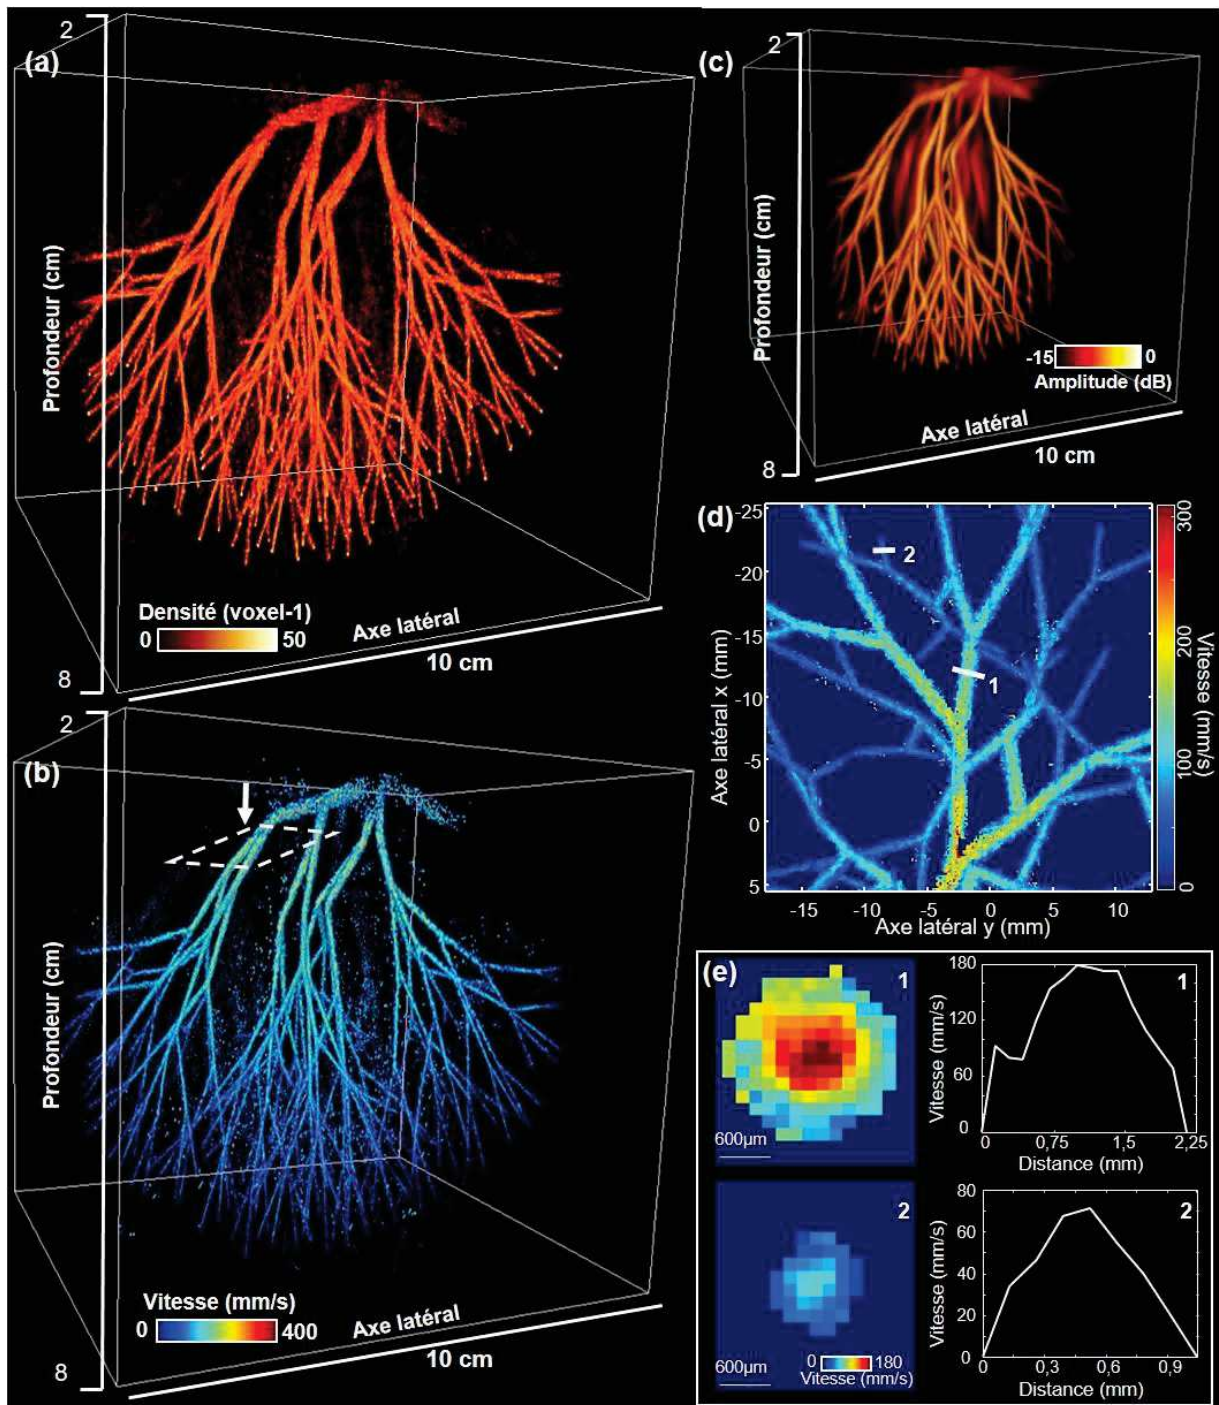 (a)
2
Profondeur (cm)
8
Densité (voxel-1)
0 50
Axe latéral
10 cm
(b)
2
Profondeur (cm)
8
Vitesse (mm/s)
0 400
Axe latéral
10 cm
(c)
2
Profondeur (cm)
8
-15 0
Amplitude (dB)
Axe latéral
10 cm
(d)
-25
-20
-15
-10
-5
0
5
Axe latéral x (mm)
-15 -10 -5 0 5 10
Axe latéral y (mm)
2
1
300
200
100
0
Vitesse (mm/s)
(e)
1
600µm
180
120
60
0
Vitesse (mm/s)
1
0 0,75 1,5 2,25
Distance (mm)
2
600µm
0 180
Vitesse (mm/s)
80
60
40
20
0
Vitesse (mm/s)
2
0 0,3 0,6 0,9
Distance (mm)